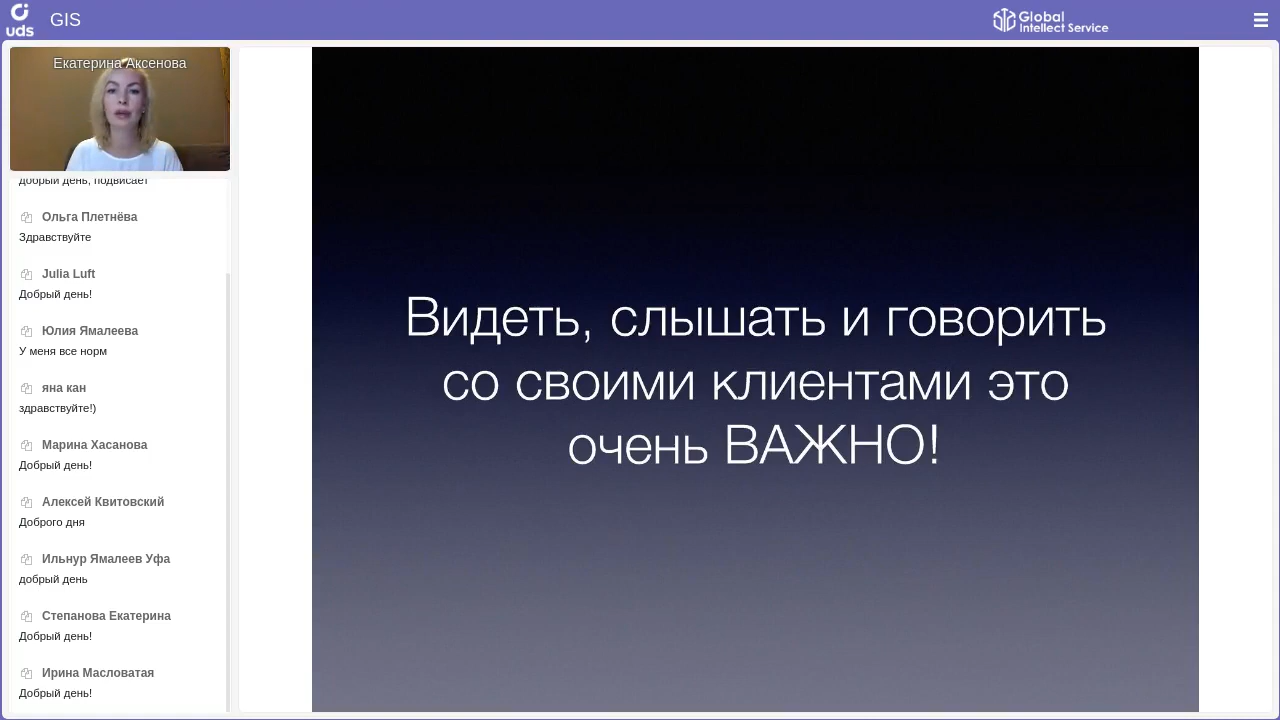 uds
GIS
Global
Intellect Service
Екатерина Аксенова
добрый день, подвисает
Ольга Плетнёва
Здравствуйте
Julia Luft
Добрый день!
Юлия Ямалеева
У меня все норм
яна кан
здравствуйте!)
Марина Хасанова
Добрый день!
Алексей Квитовский
Доброго дня
Ильнур Ямалеев Уфа
добрый день
Степанова Екатерина
Добрый день!
Ирина Масловатая
Добрый день!
Видеть, слышать и говорить
со своими клиентами это
очень ВАЖНО!